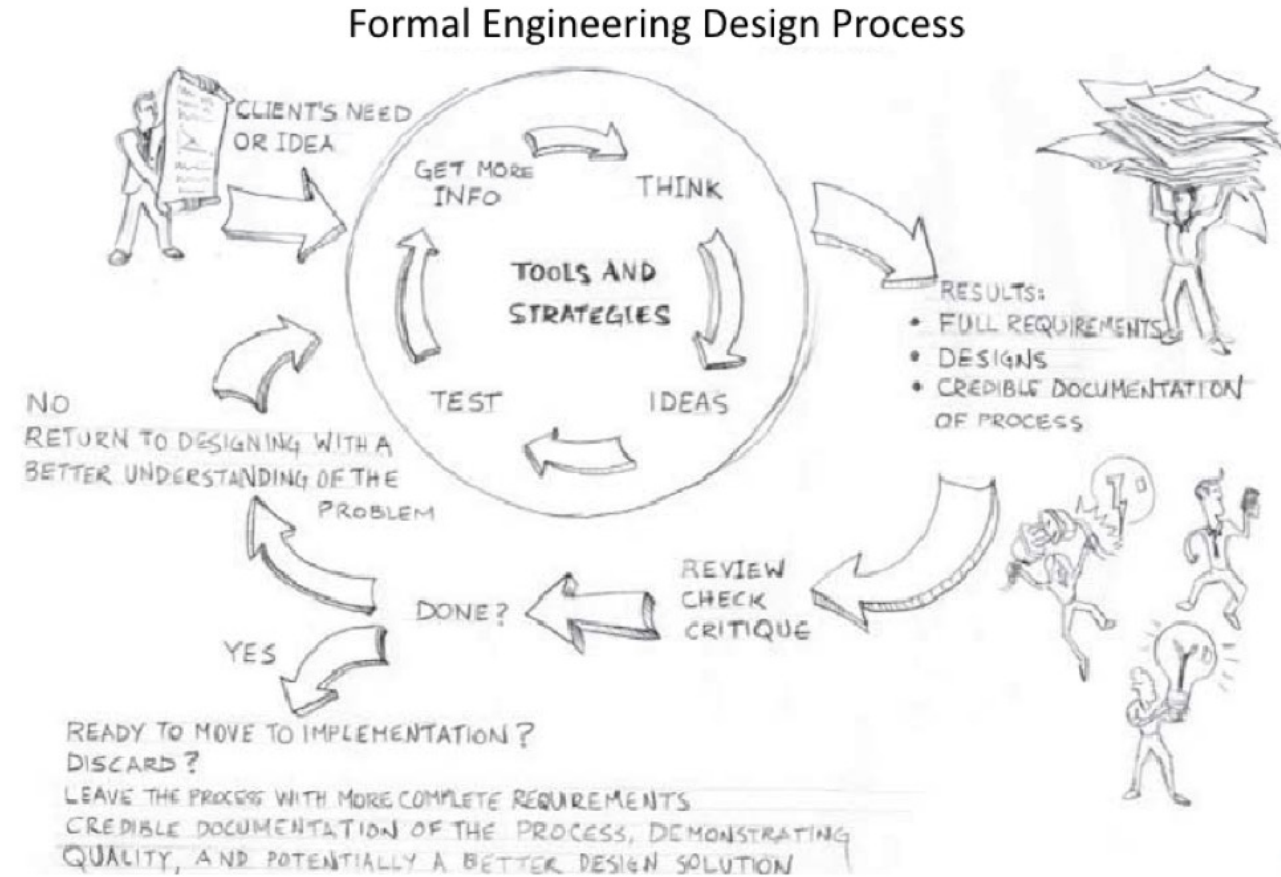 Formal Engineering Design Process
CLIENT'S NEED
OR IDEA
GET MORE
INFO
THINK
TOOLS AND
STRATEGIES
TEST
IDEAS
RESULTS:
• FULL REQUIREMENTS
• DESIGNS
• CREDIBLE DOCUMENTATION
OF PROCESS
REVIEW
CHECK
CRITIQUE
DONE?
NO
RETURN TO DESIGNING WITH A
BETTER UNDERSTANDING OF THE
PROBLEM
YES
READY TO MOVE TO IMPLEMENTATION?
DISCARD?
LEAVE THE PROCESS WITH MORE COMPLETE REQUIREMENTS
CREDIBLE DOCUMENTATION OF THE PROCESS, DEMONSTRATING
QUALITY, AND POTENTIALLY A BETTER DESIGN SOLUTION